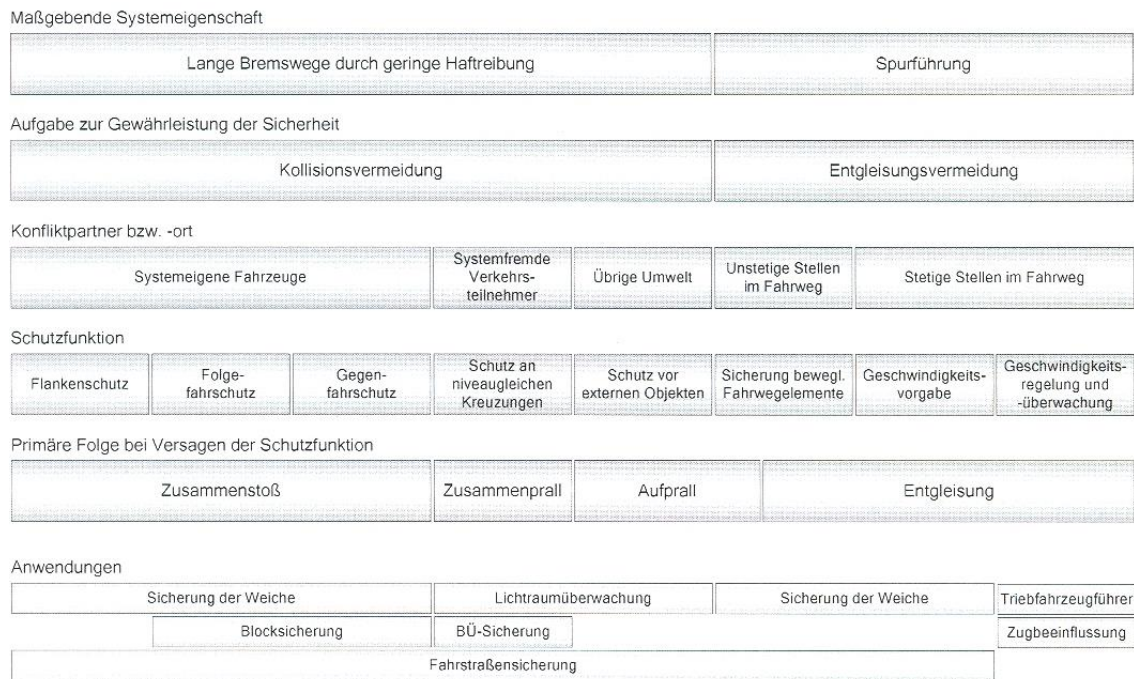 Maßgebende Systemeigenschaft
Lange Bremswege durch geringe Haftreibung
Spurführung
Aufgabe zur Gewährleistung der Sicherheit
Kollisionsvermeidung
Entgleisungsvermeidung
Konfliktpartner bzw. -ort
Systemeigene Fahrzeuge
Systemfremde
Verkehrs-
teilnehmer
Übrige Umwelt
Unstetige Stellen
im Fahrweg
Stetige Stellen im Fahrweg
Schutzfunktion
Flankenschutz
Folge-
fahrschutz
Gegen-
fahrschutz
Schutz an
niveaugleichen
Kreuzungen
Schutz vor
externen Objekten
Sicherung bewegl.
Fahrwegelemente
Geschwindigkeits-
vorgabe
Geschwindigkeits-
regelung und
-überwachung
Primäre Folge bei Versagen der Schutzfunktion
Zusammenstoß
Zusammenprall
Aufprall
Entgleisung
Anwendungen
Sicherung der Weiche
Lichtraumüberwachung
Sicherung der Weiche
Triebfahrzeugführer
Blocksicherung
BÜ-Sicherung
Zugbeeinflussung
Fahrstraßensicherung